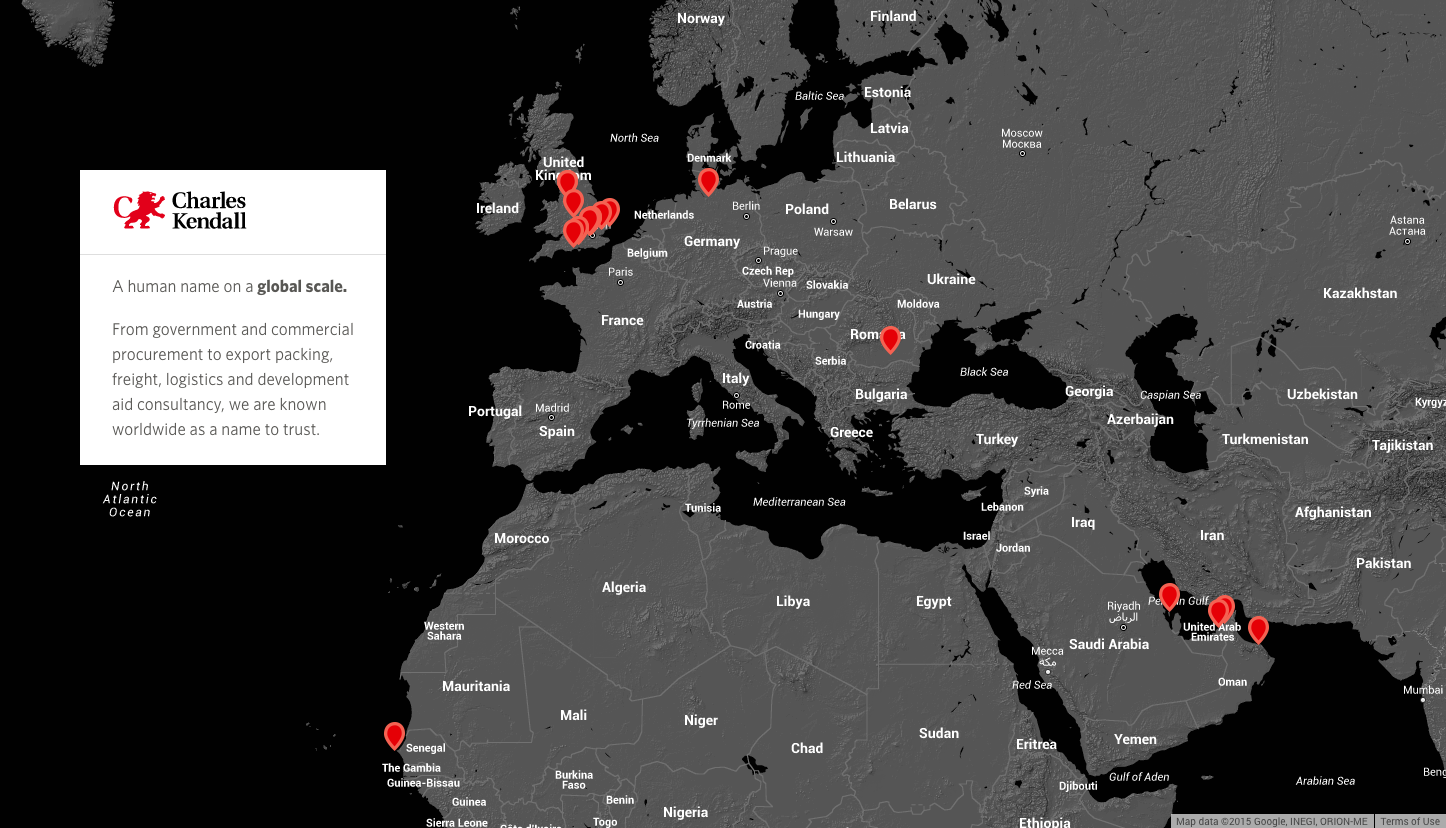 Norway
Finland
Baltic Sea
Estonia
North Sea
Latvia
Moscow
Москва
Lithuania
Denmark
United
Kingdom
Charles
Kendall
Ireland
Netherlands
Berlin
Poland
Belarus
Warsaw
Astana
Астана
Germany
Belgium
Prague
Paris
Czech Rep
Vienna
Slovakia
Ukraine
Kazakhstan
A human name on a global scale.
Austria
Hungary
Moldova
France
Romania
From government and commercial
procurement to export packing,
freight, logistics and development
aid consultancy, we are known
worldwide as a name to trust.
Croatia
Serbia
Black Sea
Italy
Rome
Bulgaria
Georgia
Caspian Sea
Uzbekistan
Kyrgyz
Portugal
Madrid
Spain
Tyrrhenian Sea
Greece
Turkey
Azerbaijan
Turkmenistan
Tajikistan
North
Atlantic
Ocean
Mediterranean Sea
Tunisia
Syria
Lebanon
Iraq
Afghanistan
Morocco
Israel
Jordan
Iran
Pakistan
Algeria
Libya
Egypt
Riyadh
الرياض
Persian Gulf
Western
Sahara
United Arab
Emirates
Saudi Arabia
Mecca
مكة
Red Sea
Oman
Mumbai
Mauritania
Mali
Niger
Chad
Sudan
Eritrea
Yemen
Senegal
The Gambia
Guinea-Bissau
Burkina
Faso
Gulf of Aden
Djibouti
Arabian Sea
Beng
Guinea
Benin
Nigeria
Sierra Leone
Côte d'Ivoire
Togo
Ethiopia
Map data ©2015 Google, INEGI, ORION-ME
Terms of Use